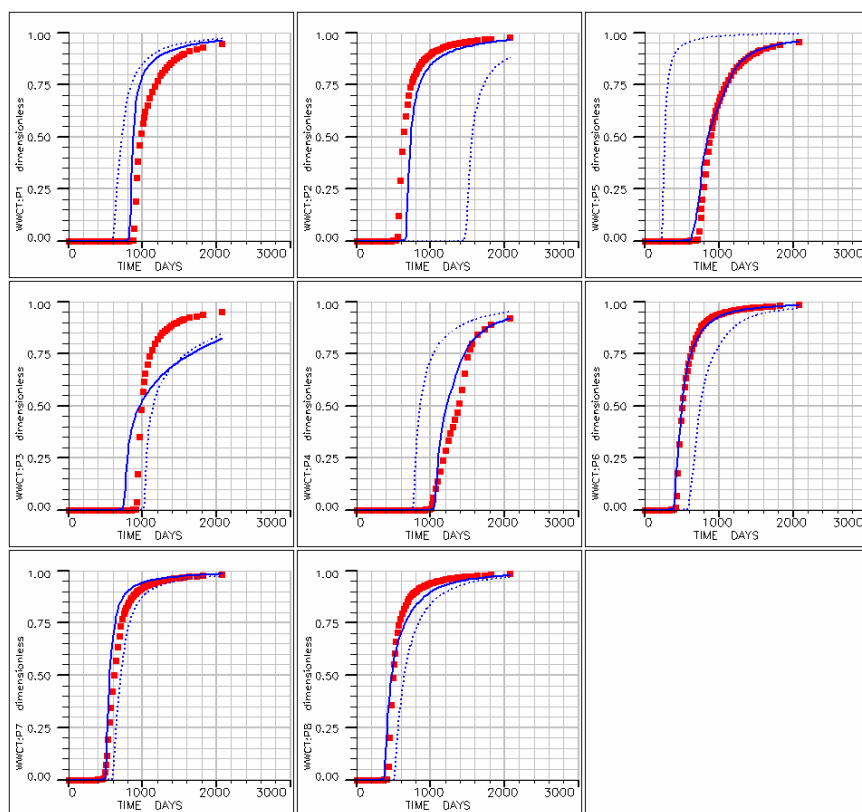 1.00 1.00 1.00
WWCT:P1 dimensionless WWCT:P2 dimensionless WWCT:P5 dimensionless
0.75 0.75 0.75
0.50 0.50 0.50
0.25 0.25 0.25
0.00 0.00 0.00
0 1000 2000 3000 0 1000 2000 3000 0 1000 2000 3000
TIME DAYS TIME DAYS TIME DAYS
1.00 1.00 1.00
WWCT:P3 dimensionless WWCT:P4 dimensionless WWCT:P6 dimensionless
0.75 0.75 0.75
0.50 0.50 0.50
0.25 0.25 0.25
0.00 0.00 0.00
0 1000 2000 3000 0 1000 2000 3000 0 1000 2000 3000
TIME DAYS TIME DAYS TIME DAYS
1.00 1.00
WWCT:P7 dimensionless WWCT:P8 dimensionless
0.75 0.75
0.50 0.50
0.25 0.25
0.00 0.00
0 1000 2000 3000 0 1000 2000 3000
TIME DAYS TIME DAYS